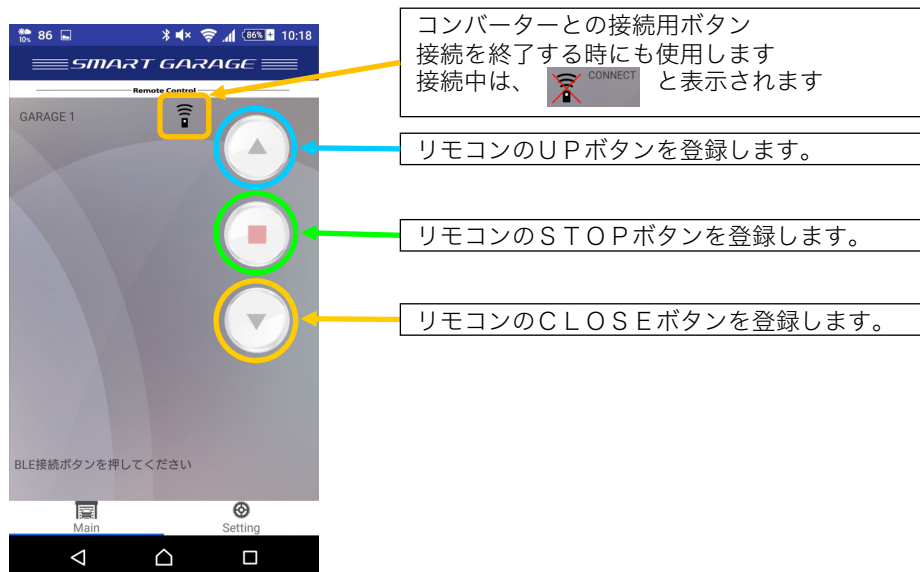 10%
86
86%
10:18
SMART GARAGE
Remote Control
GARAGE 1
BLE接続ボタンを押してください
Main
Setting
コンバーターとの接続用ボタン
接続を終了する時にも使用します
接続中は、 CONNECT と表示されます
リモコンのＵＰボタンを登録します。
リモコンのＳＴＯＰボタンを登録します。
リモコンのＣＬＯＳＥボタンを登録します。